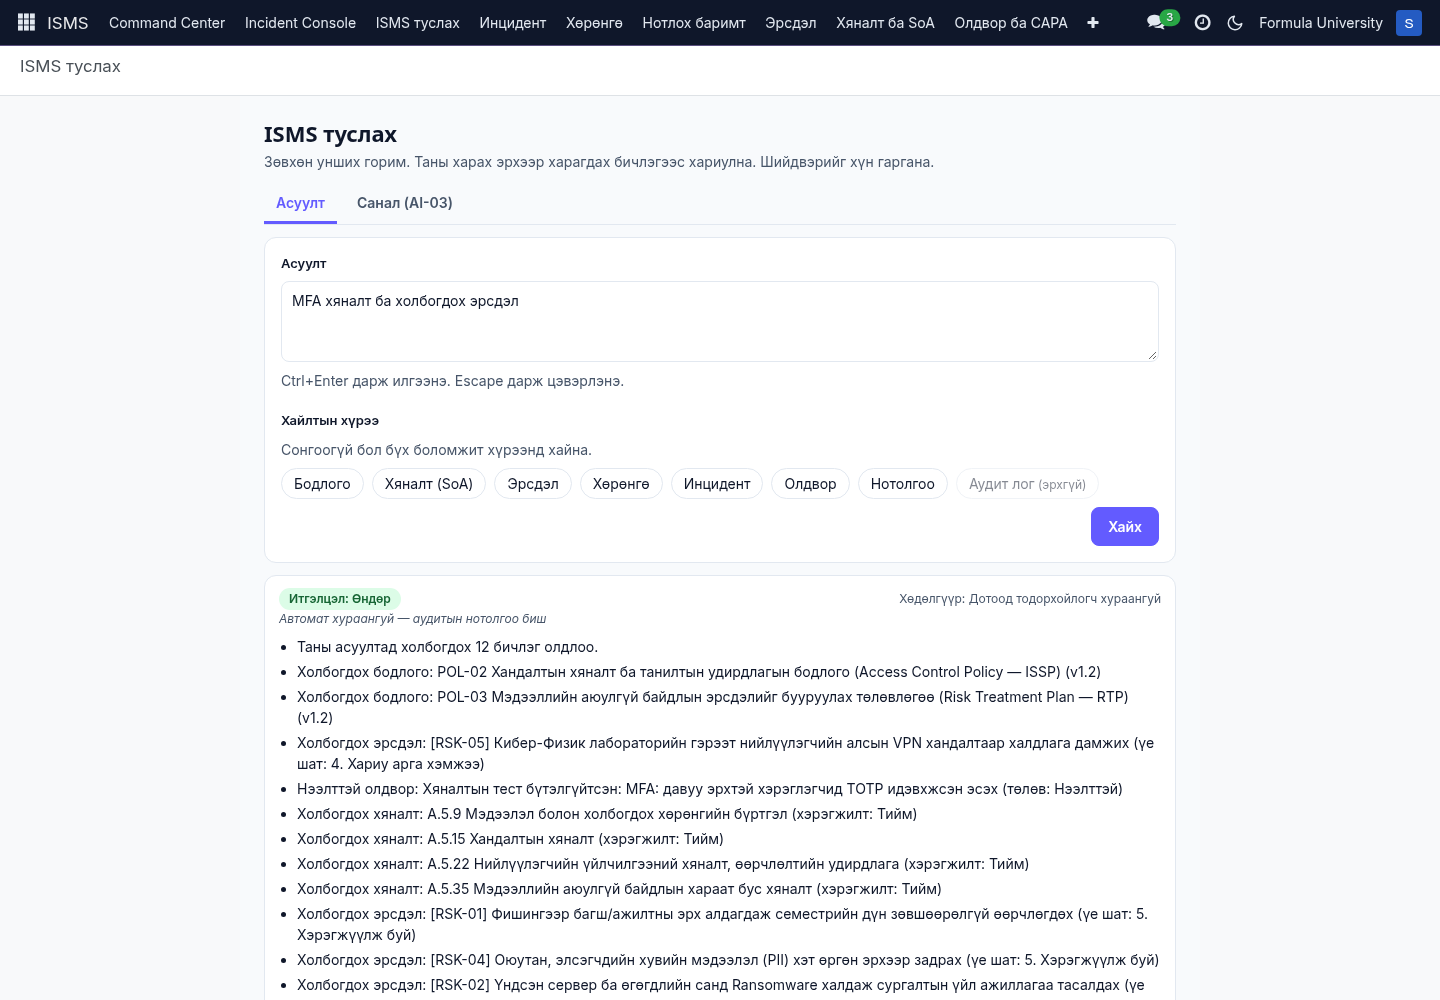 ISMS Command Center Incident Console ISMS туслах Инцидент Хөрөнгө Нотлох баримт Эрсдэл Хяналт ба SoA Олдвор ба CAPA 3 Formula University S
ISMS туслах
ISMS туслах
Зөвхөн унших горим. Таны харах эрхээр харагдах бичлэгээс хариулна. Шийдвэрийг хүн гаргана.
Асуулт Санал (AI-03)
Асуулт
MFA хяналт ба холбогдох эрсдэл
Ctrl+Enter дарж илгээнэ. Escape дарж цэвэрлэнэ.
Хайлтын хүрээ
Сонгоогүй бол бүх боломжит хүрээнд хайна.
Бодлого Хяналт (SoA) Эрсдэл Хөрөнгө Инцидент Олдвор Нотолгоо Аудит лог (эрхгүй)
Хайх
Итгэлцэл: Өндөр Хөдөлгүүр: Дотоод тодорхойлогч хураангуй
Автомат хураангуй — аудитын нотолгоо биш
Таны асуултад холбогдох 12 бичлэг олдлоо.
Холбогдох бодлого: POL-02 Хандалтын хяналт ба танилтын удирдлагын бодлого (Access Control Policy — ISSP) (v1.2)
Холбогдох бодлого: POL-03 Мэдээллийн аюулгүй байдлын эрсдэлийг бууруулах төлөвлөгөө (Risk Treatment Plan — RTP)
(v1.2)
Холбогдох эрсдэл: [RSK-05] Кибер-Физик лабораторийн гэрээт нийлүүлэгчийн алсын VPN хандалтаар халдлага дамжих (үе
шат: 4. Хариу арга хэмжээ)
Нээлттэй олдвор: Хяналтын тест бүтэлгүйтсэн: MFA: давуу эрхтэй хэрэглэгчид TOTP идэвхжсэн эсэх (төлөв: Нээлттэй)
Холбогдох хяналт: A.5.9 Мэдээлэл болон холбогдох хөрөнгийн бүртгэл (хэрэгжилт: Тийм)
Холбогдох хяналт: A.5.15 Хандалтын хяналт (хэрэгжилт: Тийм)
Холбогдох хяналт: A.5.22 Нийлүүлэгчийн үйлчилгээний хяналт, өөрчлөлтийн удирдлага (хэрэгжилт: Тийм)
Холбогдох хяналт: A.5.35 Мэдээллийн аюулгүй байдлын хараат бус хяналт (хэрэгжилт: Тийм)
Холбогдох эрсдэл: [RSK-01] Фишингээр багш/ажилтны эрх алдагдаж семестрийн дүн зөвшөөрөлгүй өөрчлөгдөх (үе шат: 5.
Хэрэгжүүлж буй)
Холбогдох эрсдэл: [RSK-04] Оюутан, элсэгчдийн хувийн мэдээлэл (PII) хэт өргөн эрхээр задрах (үе шат: 5. Хэрэгжүүлж буй)
Холбогдох эрсдэл: [RSK-02] Үндсэн сервер ба өгөгдлийн санд Ransomware халдаж сургалтын үйл ажиллагаа тасалдах (үе